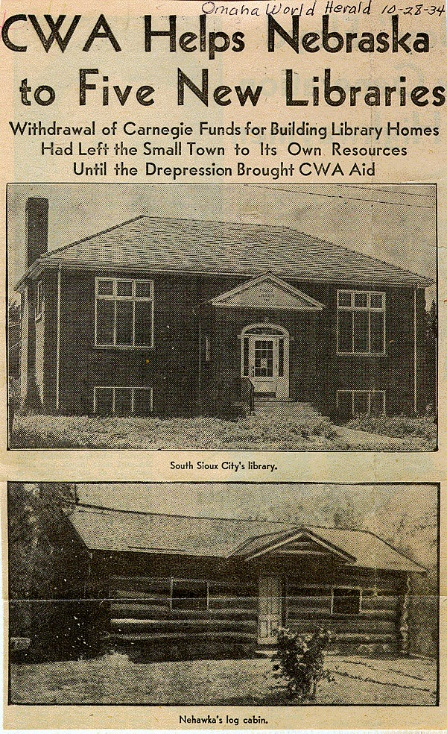 Omaha World Herald 10-28-34
CWA Helps Nebraska
to Five New Libraries
Withdrawal of Carnegie Funds for Building Library Homes
Had Left the Small Town to Its Own Resources
Until the Drepression Brought CWA Aid
South Sioux City's library.
Nehawka's log cabin.